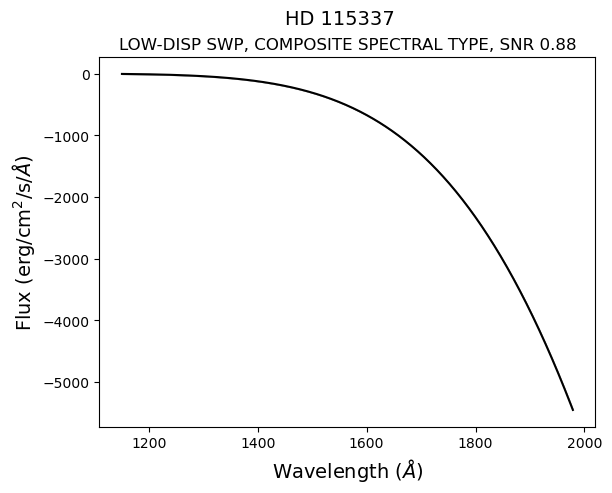 HD 115337
LOW-DISP SWP, COMPOSITE SPECTRAL TYPE, SNR 0.88
Flux (erg/cm²/s/Å)
0
−1000
−2000
−3000
−4000
−5000
1200 1400 1600 1800 2000
Wavelength (Å)